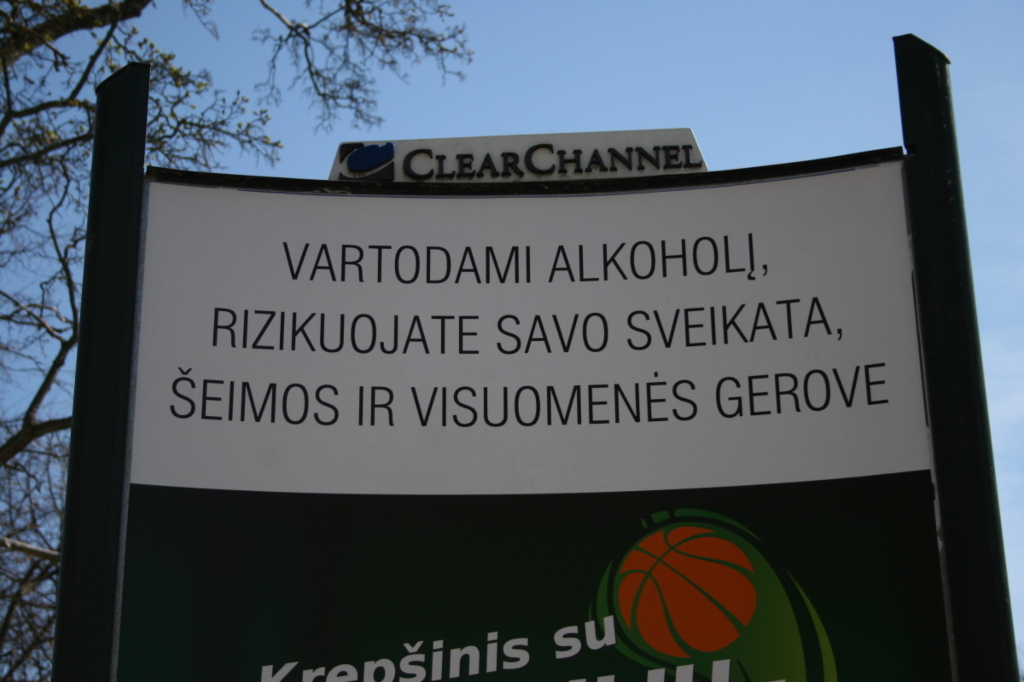 CLEARCHANNEL
VARTODAMI ALKOHOLĮ,
RIZIKUOJATE SAVO SVEIKATA,
ŠEIMOS IR VISUOMENĖS GEROVE
Krepšinis su